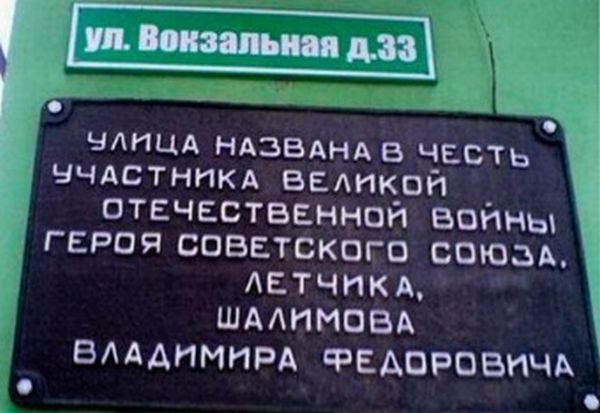 ул. Вокзальная д.33
УЛИЦА НАЗВАНА В ЧЕСТЬ
УЧАСТНИКА ВЕЛИКОЙ
ОТЕЧЕСТВЕННОЙ ВОЙНЫ
ГЕРОЯ СОВЕТСКОГО СОЮЗА,
ЛЕТЧИКА,
ШАЛИМОВА
ВЛАДИМИРА ФЕДОРОВИЧА